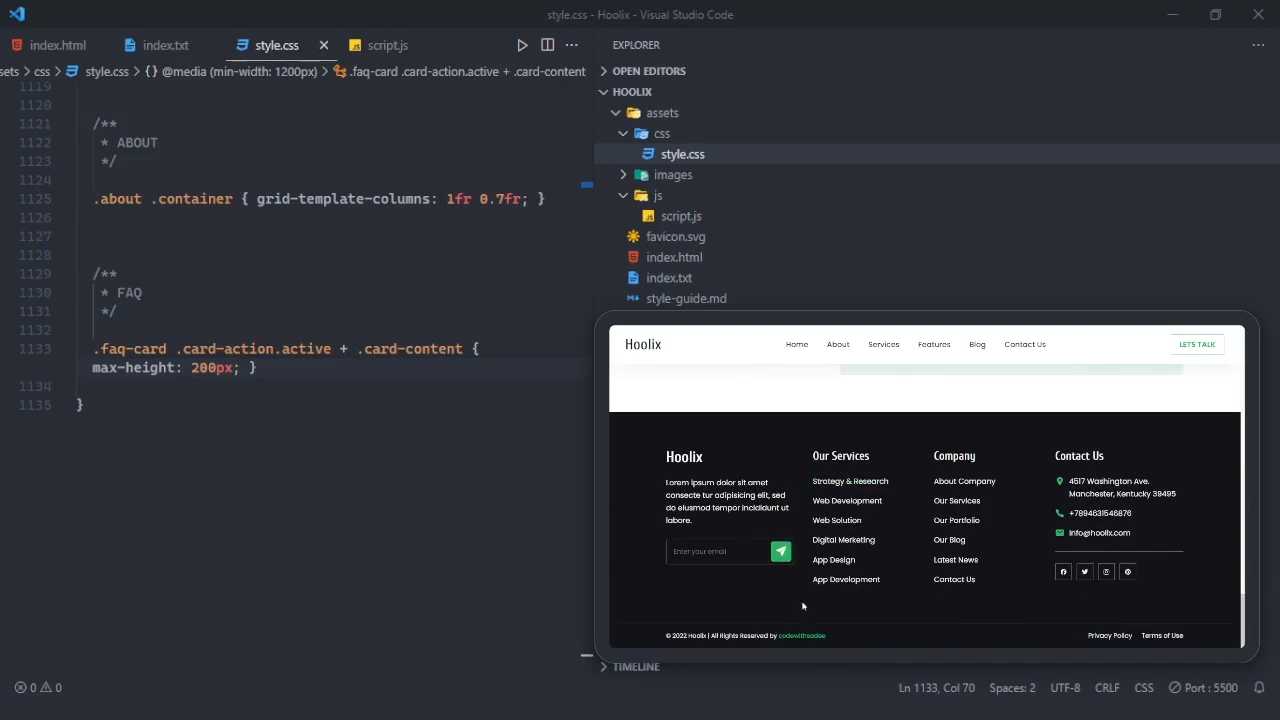 style.css - Hoolix - Visual Studio Code
index.html
index.txt
style.css
script.js
sets > css > style.css > {} @media (min-width: 1200px) > .faq-card .card-action.active + .card-content
1119
1120
1121 /**
1122 * ABOUT
1123 */
1124
1125 .about .container { grid-template-columns: 1fr 0.7fr; }
1126
1127
1128
1129 /**
1130 * FAQ
1131 */
1132
1133 .faq-card .card-action.active + .card-content {
max-height: 200px; }
1134
1135 }
EXPLORER
OPEN EDITORS
HOOLIX
assets
css
style.css
images
js
script.js
favicon.svg
index.html
index.txt
style-guide.md
Hoolix
Home
About
Services
Features
Blog
Contact Us
LETS TALK
Hoolix
Lorem ipsum dolor sit amet
consecte tur adipisicing elit, sed
do eiusmod tempor incididunt ut
labore.
Enter your email
Our Services
Strategy & Research
Web Development
Web Solution
Digital Marketing
App Design
App Development
Company
About Company
Our Services
Our Portfolio
Our Blog
Latest News
Contact Us
Contact Us
4517 Washington Ave.
Manchester, Kentucky 39495
+7894631546876
info@hoolix.com
© 2022 Hoolix | All Rights Reserved by codewithsadee
Privacy Policy
Terms of Use
TIMELINE
0 0
Ln 1133, Col 70
Spaces: 2
UTF-8
CRLF
CSS
Port : 5500